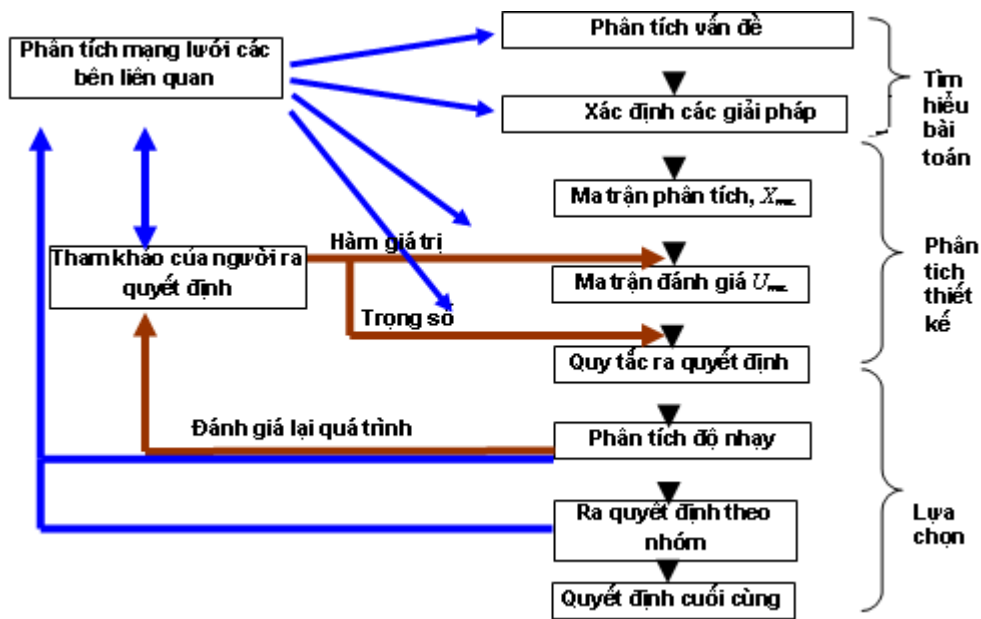 Phân tích vấn đề
Phân tích mạng lưới các
bên liên quan
Tìm
hiểu
bài
toán
Xác định các giải pháp
Ma trận phân tích, X
Hàm giá trị
Tham khảo của người ra
quyết định
Ma trận đánh giá U
Phân
tich
thiết
kế
Trọng số
Quy tắc ra quyết định
Đánh giá lại quá trình
Phân tích độ nhạy
Ra quyết định theo
nhóm
Lựa
chọn
Quyết định cuối cùng